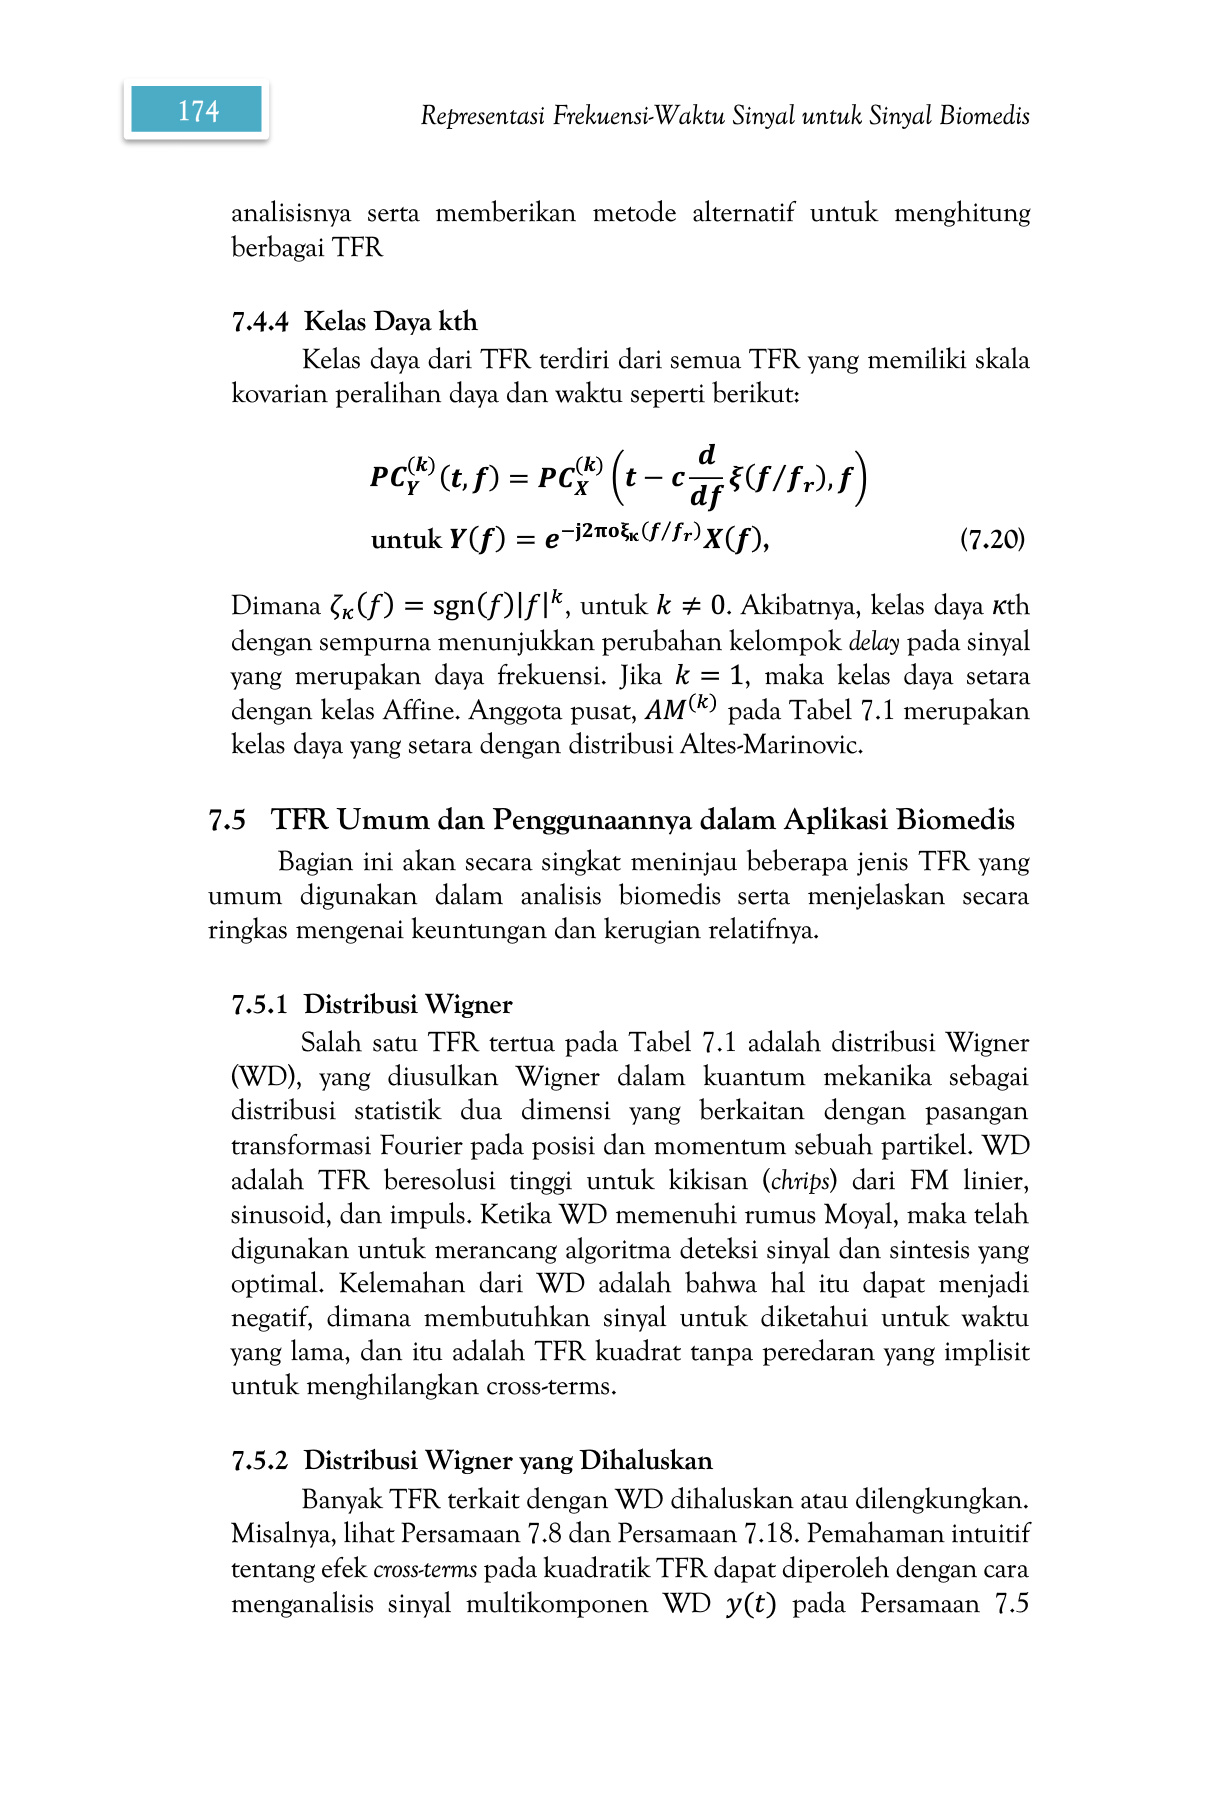 174
Representasi Frekuensi-Waktu Sinyal untuk Sinyal Biomedis
analisisnya serta memberikan metode alternatif untuk menghitung
berbagai TFR
7.4.4 Kelas Daya kth
Kelas daya dari TFR terdiri dari semua TFR yang memiliki skala
kovarian peralihan daya dan waktu seperti berikut:
$PC_Y^{(k)}(t,f) = PC_X^{(k)}\left(t - c\frac{d}{df}\xi(f/f_r), f\right)$
untuk $Y(f) = e^{-j2\pi o\xi_\kappa(f/f_r)}X(f)$, (7.20)
Dimana $\zeta_\kappa(f) = \text{sgn}(f)|f|^k$, untuk $k \neq 0$. Akibatnya, kelas daya κth
dengan sempurna menunjukkan perubahan kelompok delay pada sinyal
yang merupakan daya frekuensi. Jika $k = 1$, maka kelas daya setara
dengan kelas Affine. Anggota pusat, $AM^{(k)}$ pada Tabel 7.1 merupakan
kelas daya yang setara dengan distribusi Altes-Marinovic.
7.5 TFR Umum dan Penggunaannya dalam Aplikasi Biomedis
Bagian ini akan secara singkat meninjau beberapa jenis TFR yang
umum digunakan dalam analisis biomedis serta menjelaskan secara
ringkas mengenai keuntungan dan kerugian relatifnya.
7.5.1 Distribusi Wigner
Salah satu TFR tertua pada Tabel 7.1 adalah distribusi Wigner
(WD), yang diusulkan Wigner dalam kuantum mekanika sebagai
distribusi statistik dua dimensi yang berkaitan dengan pasangan
transformasi Fourier pada posisi dan momentum sebuah partikel. WD
adalah TFR beresolusi tinggi untuk kikisan (chrips) dari FM linier,
sinusoid, dan impuls. Ketika WD memenuhi rumus Moyal, maka telah
digunakan untuk merancang algoritma deteksi sinyal dan sintesis yang
optimal. Kelemahan dari WD adalah bahwa hal itu dapat menjadi
negatif, dimana membutuhkan sinyal untuk diketahui untuk waktu
yang lama, dan itu adalah TFR kuadrat tanpa peredaran yang implisit
untuk menghilangkan cross-terms.
7.5.2 Distribusi Wigner yang Dihaluskan
Banyak TFR terkait dengan WD dihaluskan atau dilengkungkan.
Misalnya, lihat Persamaan 7.8 dan Persamaan 7.18. Pemahaman intuitif
tentang efek cross-terms pada kuadratik TFR dapat diperoleh dengan cara
menganalisis sinyal multikomponen WD $y(t)$ pada Persamaan 7.5